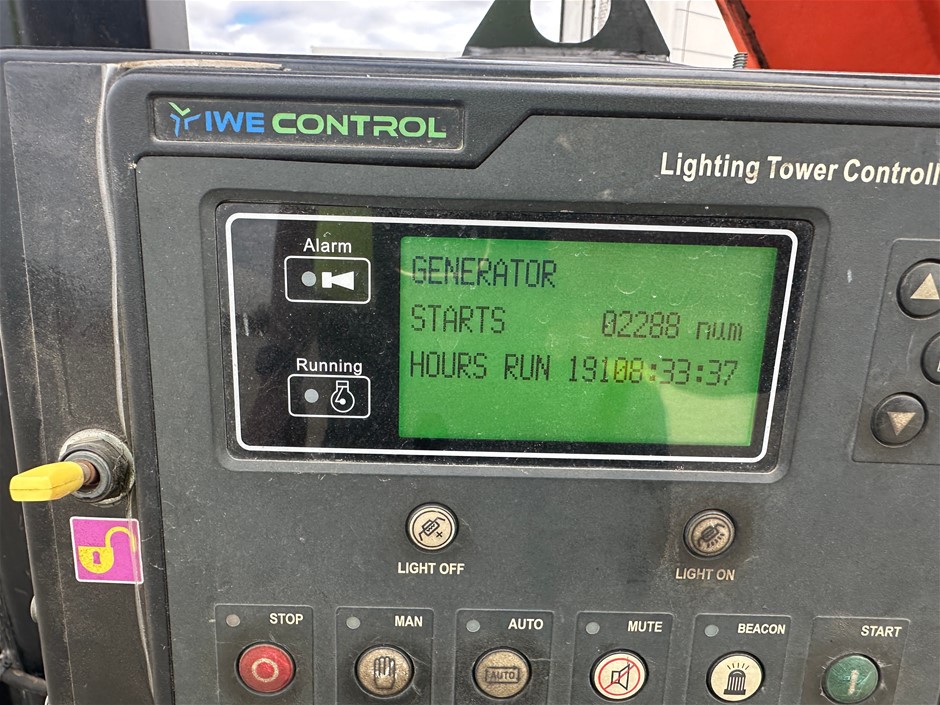 IWE CONTROL
Lighting Tower Controll
Alarm
Running
GENERATOR
STARTS 02288 num
HOURS RUN 19108:33:37
LIGHT OFF
LIGHT ON
STOP
MAN
AUTO
MUTE
BEACON
START
AUTO